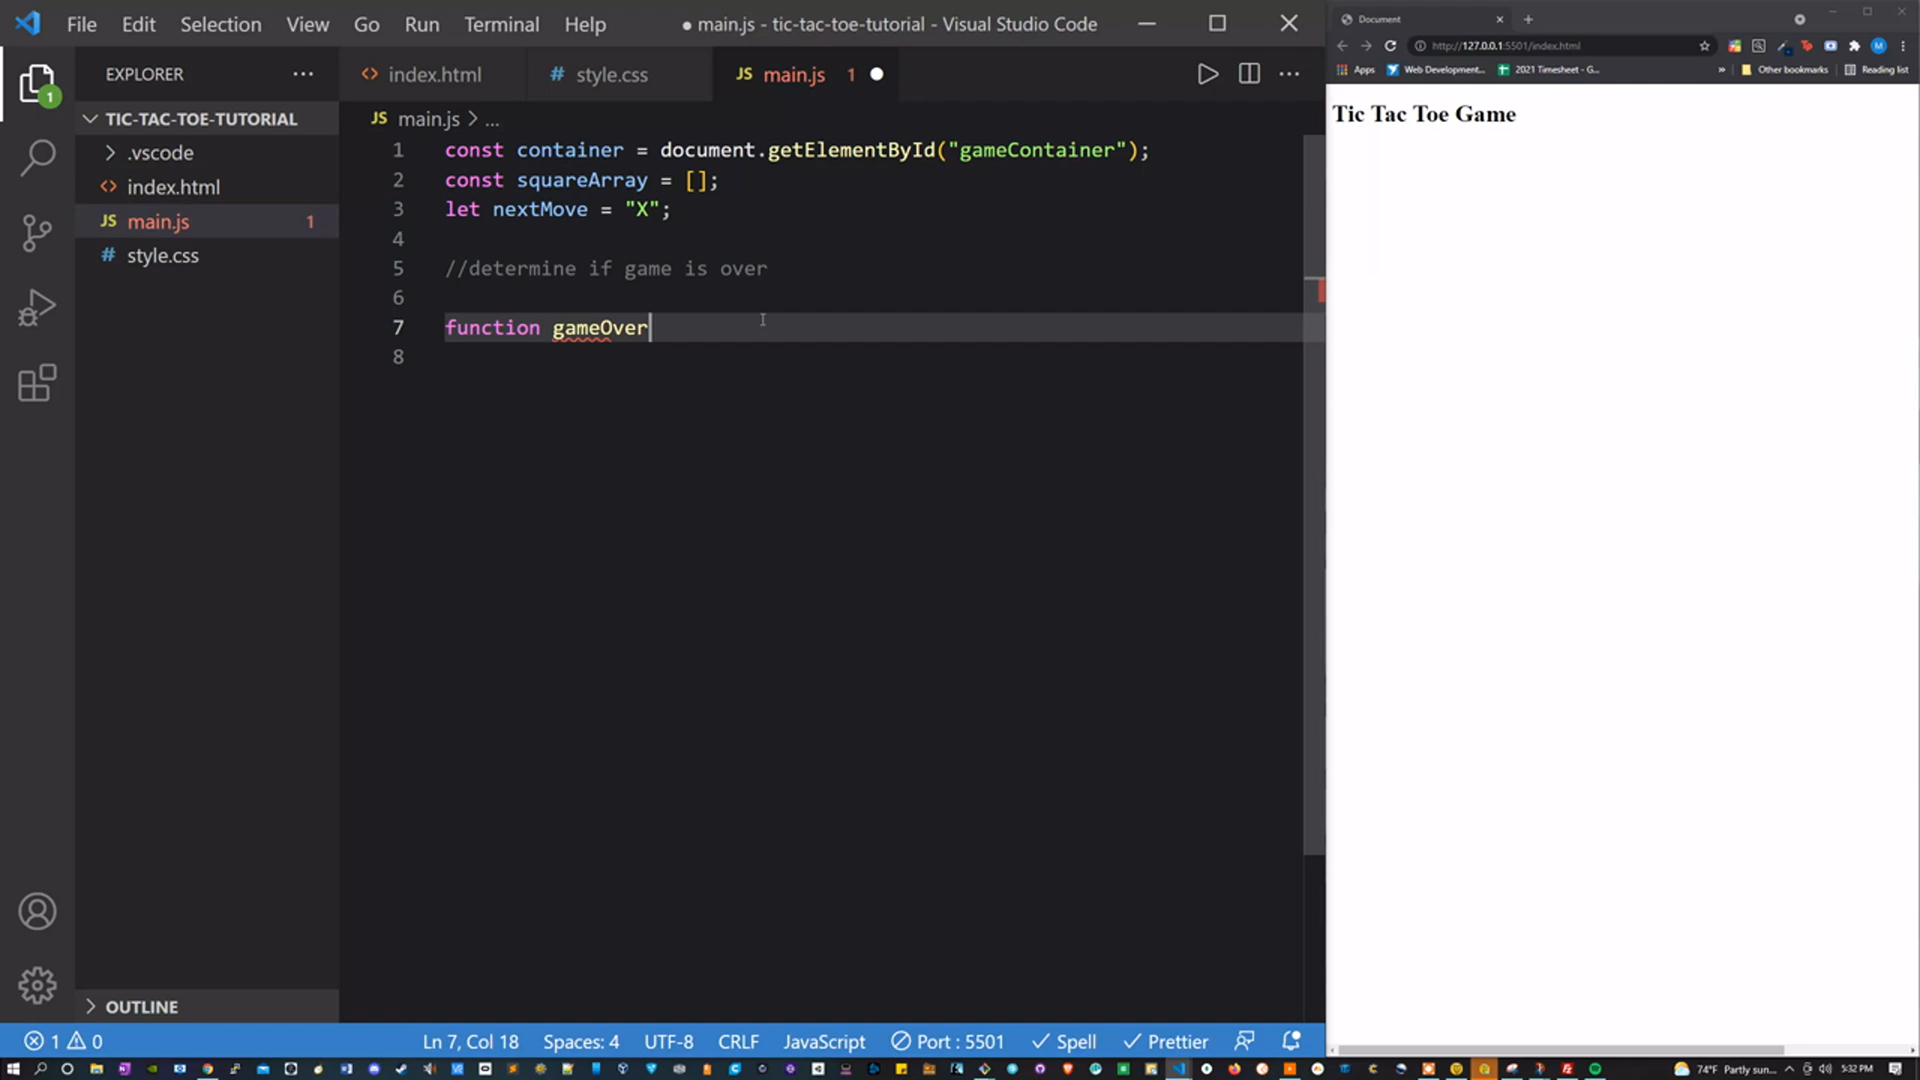 File Edit Selection View Go Run Terminal Help
● main.js - tic-tac-toe-tutorial - Visual Studio Code
EXPLORER
index.html
style.css
JS main.js 1
1
TIC-TAC-TOE-TUTORIAL
.vscode
index.html
JS main.js 1
style.css
JS main.js > ...
1 const container = document.getElementById("gameContainer");
2 const squareArray = [];
3 let nextMove = "X";
4
5 //determine if game is over
6
7 function gameOver
8
OUTLINE
1 0
Ln 7, Col 18
Spaces: 4
UTF-8
CRLF
JavaScript
Port : 5501
Spell
Prettier
Document
http://127.0.0.1:5501/index.html
Apps
Web Development...
2021 Timesheet - G...
»
Other bookmarks
Reading list
Tic Tac Toe Game
74°F Partly sun...
5:32 PM